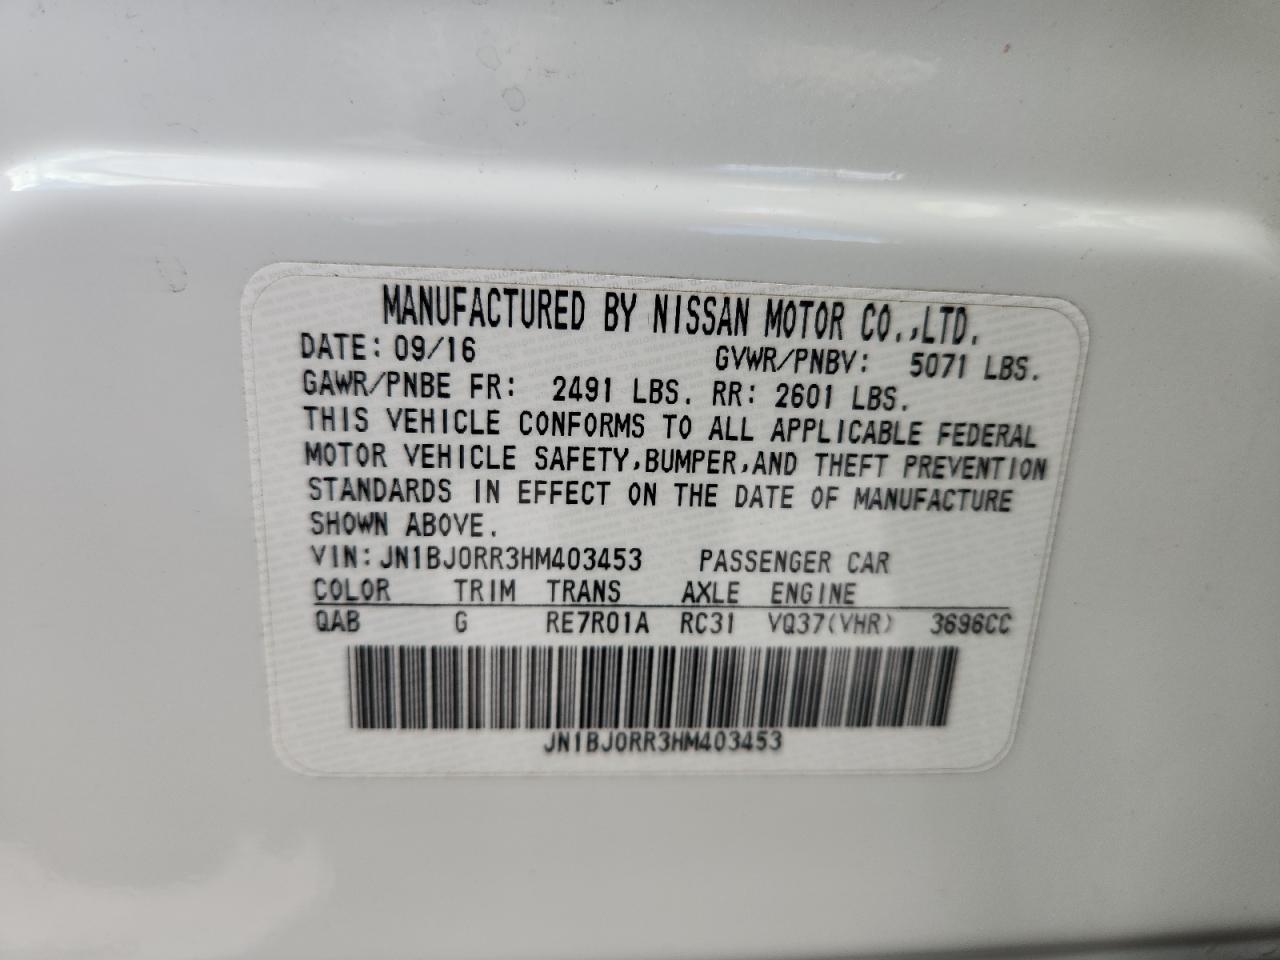 MANUFACTURED BY NISSAN MOTOR CO.,LTD.
DATE: 09/16 GVWR/PNBV: 5071 LBS.
GAWR/PNBE FR: 2491 LBS. RR: 2601 LBS.
THIS VEHICLE CONFORMS TO ALL APPLICABLE FEDERAL
MOTOR VEHICLE SAFETY,BUMPER,AND THEFT PREVENTION
STANDARDS IN EFFECT ON THE DATE OF MANUFACTURE
SHOWN ABOVE.
VIN:JN1BJ0RR3HM403453 PASSENGER CAR
COLOR TRIM TRANS AXLE ENGINE
QAB G RE7R01A RC31 VQ37(VHR) 3696CC
JN1BJ0RR3HM403453